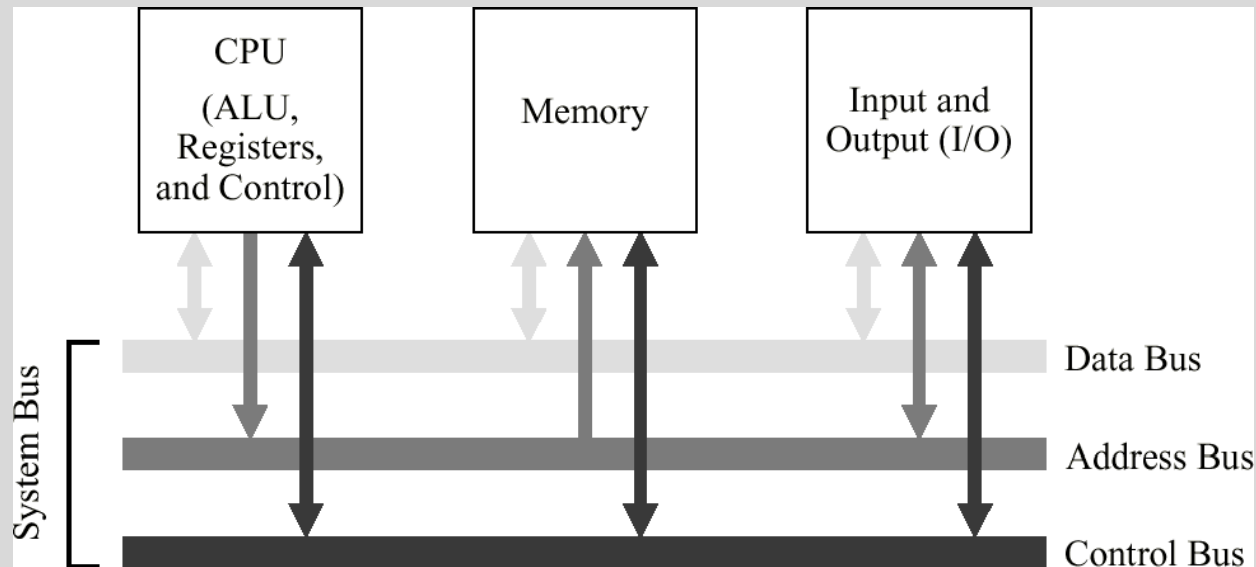 CPU
(ALU,
Registers,
and Control)
Memory
Input and
Output (I/O)
System Bus
Data Bus
Address Bus
Control Bus